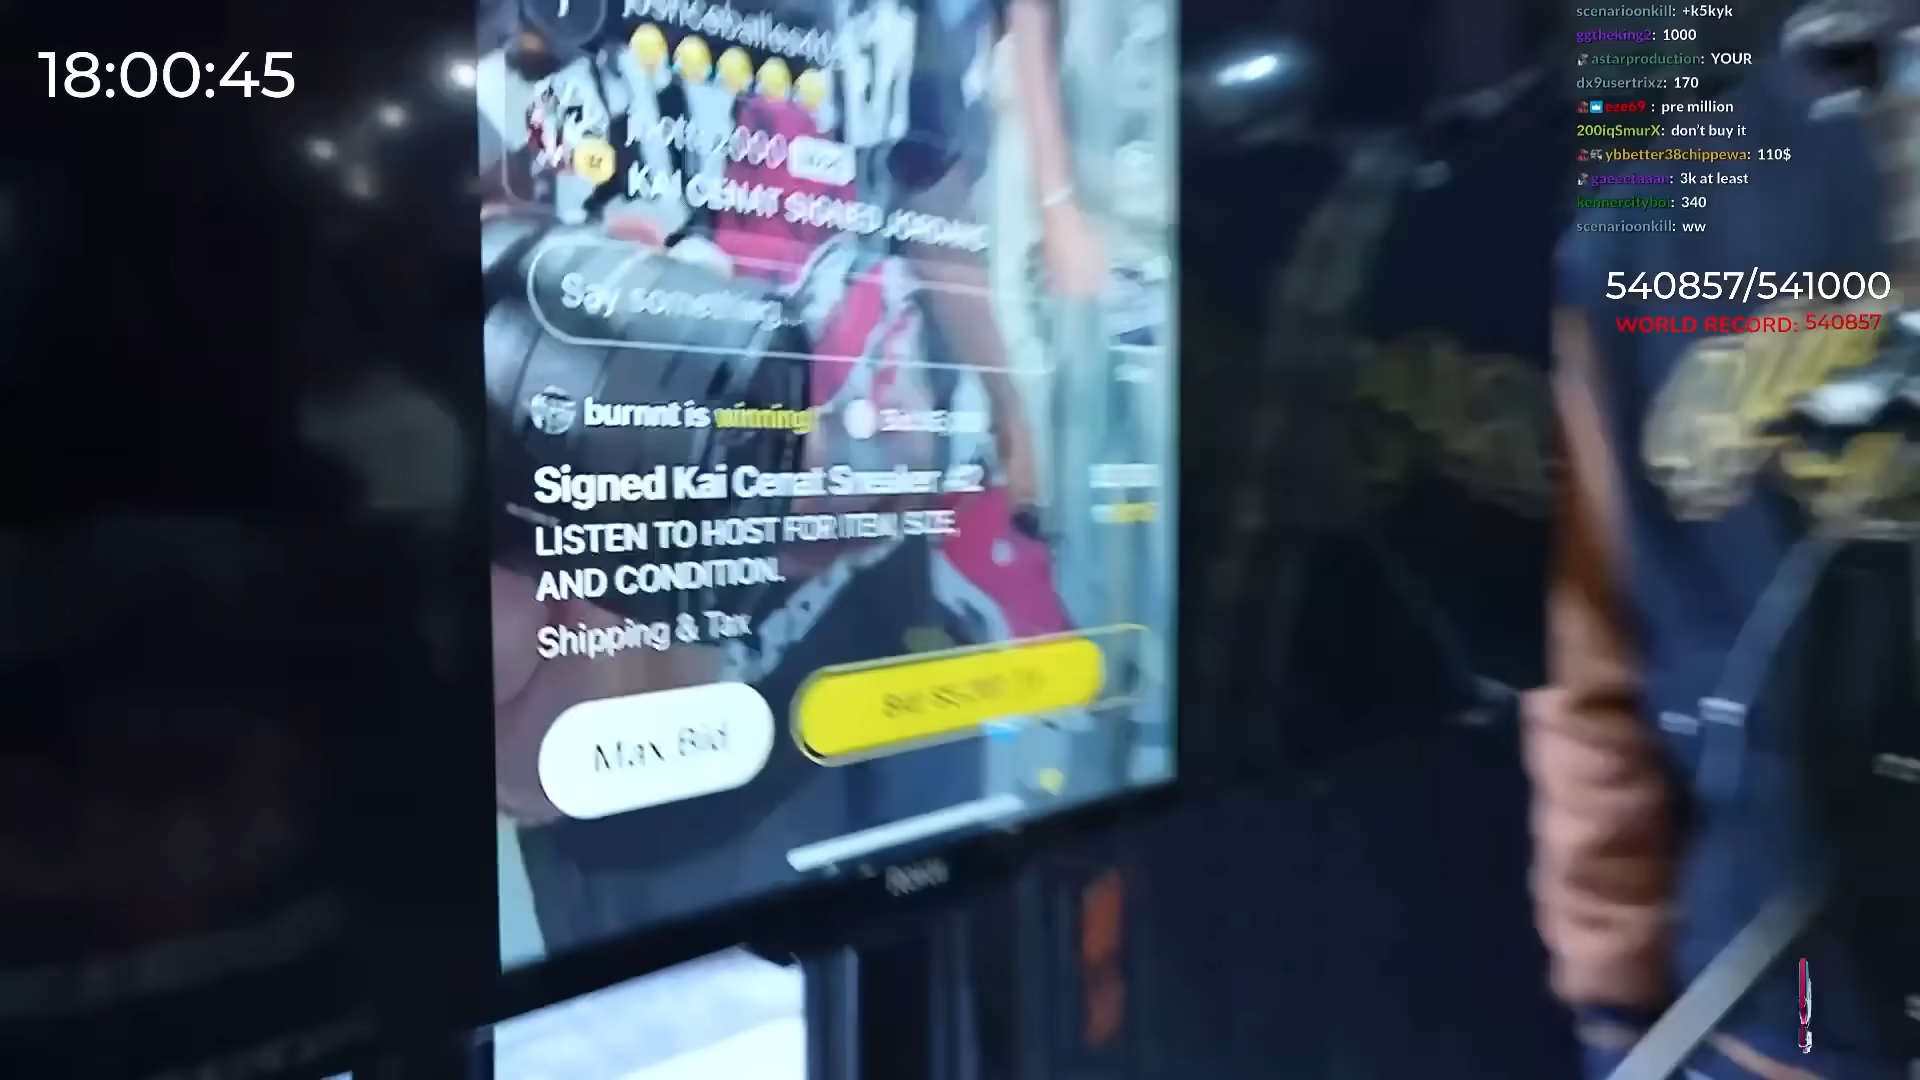 18:00:45
scenarioonkill: +k5kyk
ggtheking2: 1000
astarproduction: YOUR
dx9usertrixz: 170
eze69 : pre million
200iqSmurX: don't buy it
ybbetter38chippewa: 110$
gaeeetaaan: 3k at least
kennercityboi: 340
scenarioonkill: ww
540857/541000
WORLD RECORD: 540857
KAI CENAT SIGNED JORDANS
Say something...
burnnt is winning!
Signed Kai Cenat Sneaker #2
LISTEN TO HOST FOR ITEM, SIZE,
AND CONDITION.
Shipping & Tax
Max Bid